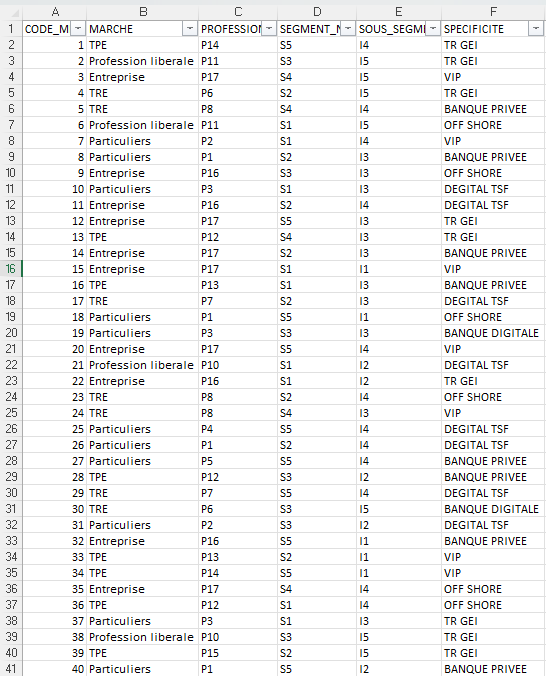 A B C D E F
1 CODE_M MARCHE PROFESSION SEGMENT_N SOUS_SEGME SPECIFICITE
2 1 TPE P14 S5 I4 TR GEI
3 2 Profession liberale P11 S3 I5 TR GEI
4 3 Entreprise P17 S4 I5 VIP
5 4 TRE P6 S2 I5 TR GEI
6 5 TRE P8 S4 I4 BANQUE PRIVEE
7 6 Profession liberale P11 S1 I5 OFF SHORE
8 7 Particuliers P2 S1 I4 VIP
9 8 Particuliers P1 S2 I3 BANQUE PRIVEE
10 9 Entreprise P16 S3 I3 OFF SHORE
11 10 Particuliers P3 S1 I3 DEGITAL TSF
12 11 Entreprise P16 S2 I4 DEGITAL TSF
13 12 Entreprise P17 S5 I3 TR GEI
14 13 TPE P12 S4 I3 TR GEI
15 14 Entreprise P17 S2 I3 BANQUE PRIVEE
16 15 Entreprise P17 S1 I1 VIP
17 16 TPE P13 S1 I3 BANQUE PRIVEE
18 17 TRE P7 S2 I3 DEGITAL TSF
19 18 Particuliers P1 S5 I1 OFF SHORE
20 19 Particuliers P3 S3 I3 BANQUE DIGITALE
21 20 Entreprise P17 S5 I4 VIP
22 21 Profession liberale P10 S1 I2 DEGITAL TSF
23 22 Entreprise P16 S1 I2 TR GEI
24 23 TRE P8 S2 I4 OFF SHORE
25 24 TRE P8 S4 I3 VIP
26 25 Particuliers P4 S5 I4 DEGITAL TSF
27 26 Particuliers P1 S2 I4 DEGITAL TSF
28 27 Particuliers P5 S5 I4 BANQUE PRIVEE
29 28 TPE P12 S3 I2 BANQUE PRIVEE
30 29 TRE P7 S5 I4 DEGITAL TSF
31 30 TRE P6 S3 I5 BANQUE DIGITALE
32 31 Particuliers P2 S3 I2 DEGITAL TSF
33 32 Entreprise P16 S5 I1 BANQUE PRIVEE
34 33 TPE P13 S2 I1 VIP
35 34 TPE P14 S5 I1 VIP
36 35 Entreprise P17 S4 I4 OFF SHORE
37 36 TPE P12 S1 I4 OFF SHORE
38 37 Particuliers P3 S1 I3 TR GEI
39 38 Profession liberale P10 S3 I5 TR GEI
40 39 TPE P15 S2 I5 TR GEI
41 40 Particuliers P1 S5 I2 BANQUE PRIVEE